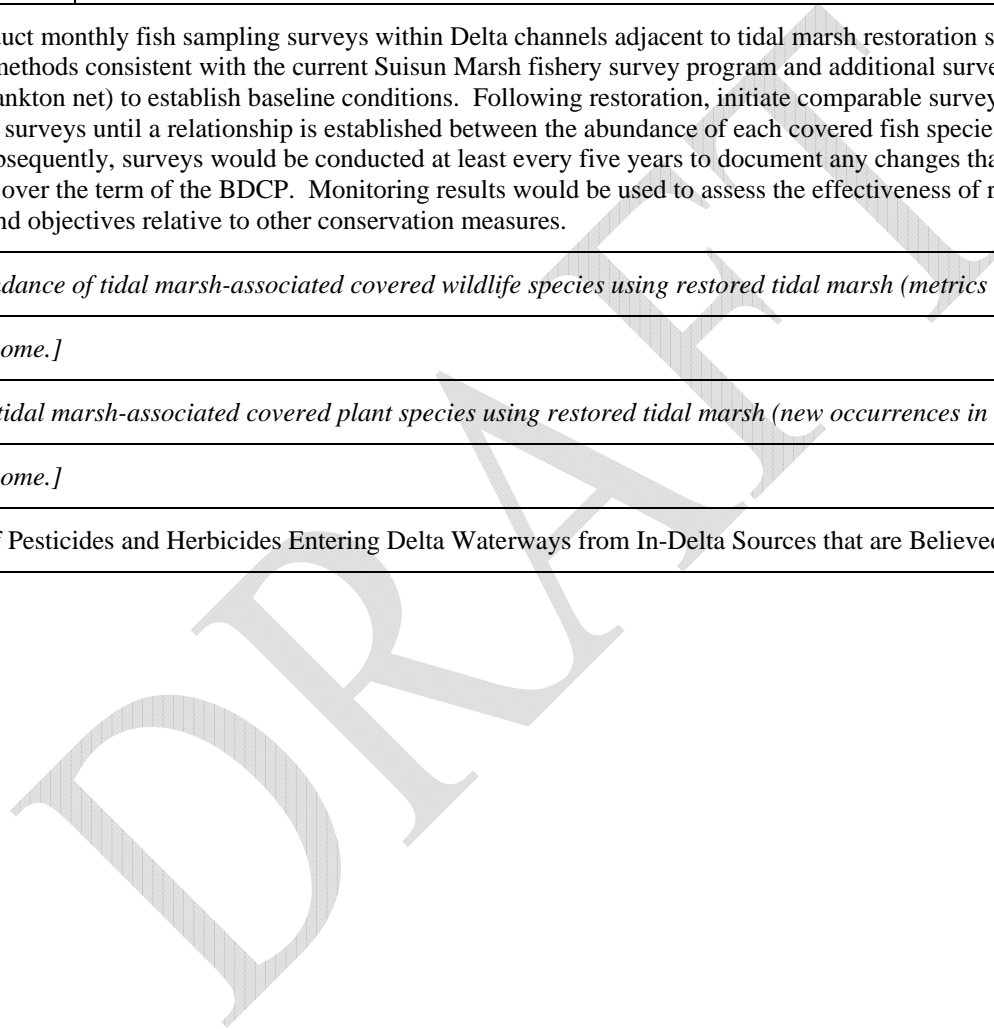 uct monthly fish sampling surveys within Delta channels adjacent to tidal marsh restoration s
methods consistent with the current Suisun Marsh fishery survey program and additional surve
ankton net) to establish baseline conditions. Following restoration, initiate comparable survey
surveys until a relationship is established between the abundance of each covered fish specie
bsequently, surveys would be conducted at least every five years to document any changes tha
over the term of the BDCP. Monitoring results would be used to assess the effectiveness of r
nd objectives relative to other conservation measures.
ndance of tidal marsh-associated covered wildlife species using restored tidal marsh (metrics
ome.]
tidal marsh-associated covered plant species using restored tidal marsh (new occurrences in
ome.]
f Pesticides and Herbicides Entering Delta Waterways from In-Delta Sources that are Believed
DRAFT